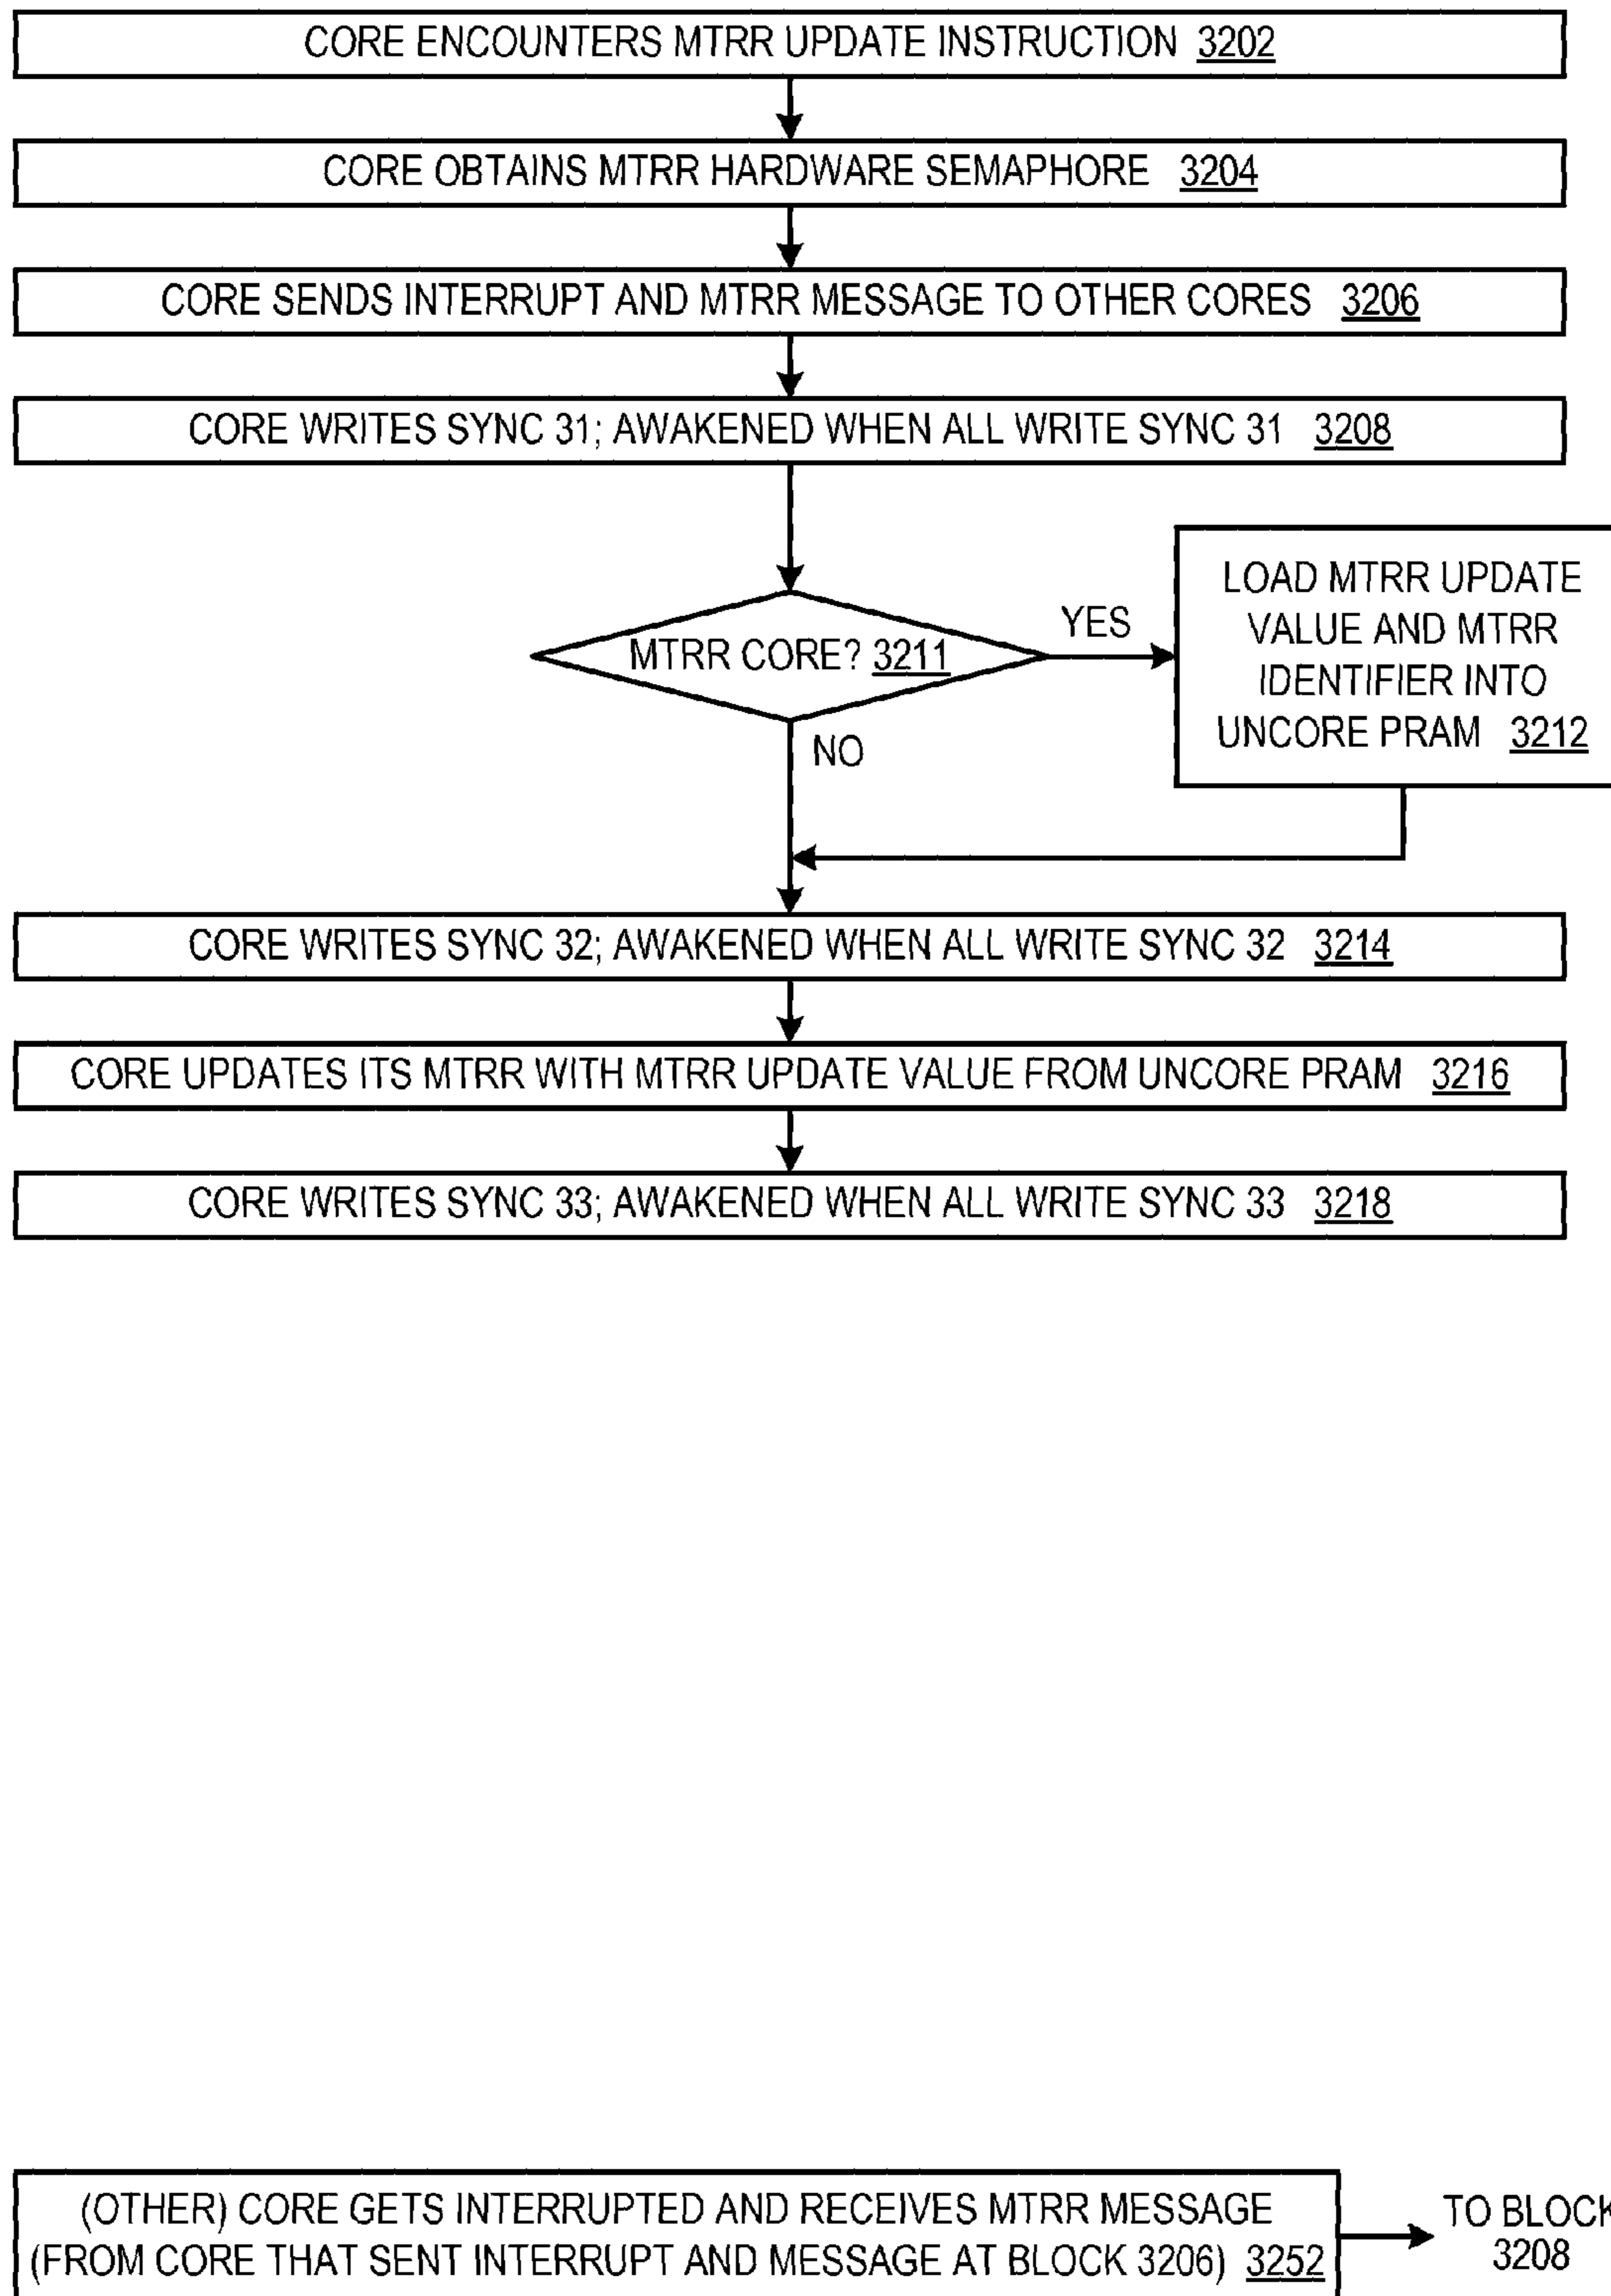 CORE ENCOUNTERS MTRR UPDATE INSTRUCTION 3202
CORE OBTAINS MTRR HARDWARE SEMAPHORE 3204
CORE SENDS INTERRUPT AND MTRR MESSAGE TO OTHER CORES 3206
CORE WRITES SYNC 31; AWAKENED WHEN ALL WRITE SYNC 31 3208
MTRR CORE? 3211
YES
LOAD MTRR UPDATE
VALUE AND MTRR
IDENTIFIER INTO
UNCORE PRAM 3212
NO
CORE WRITES SYNC 32; AWAKENED WHEN ALL WRITE SYNC 32 3214
CORE UPDATES ITS MTRR WITH MTRR UPDATE VALUE FROM UNCORE PRAM 3216
CORE WRITES SYNC 33; AWAKENED WHEN ALL WRITE SYNC 33 3218
(OTHER) CORE GETS INTERRUPTED AND RECEIVES MTRR MESSAGE
(FROM CORE THAT SENT INTERRUPT AND MESSAGE AT BLOCK 3206) 3252
TO BLOCK
3208